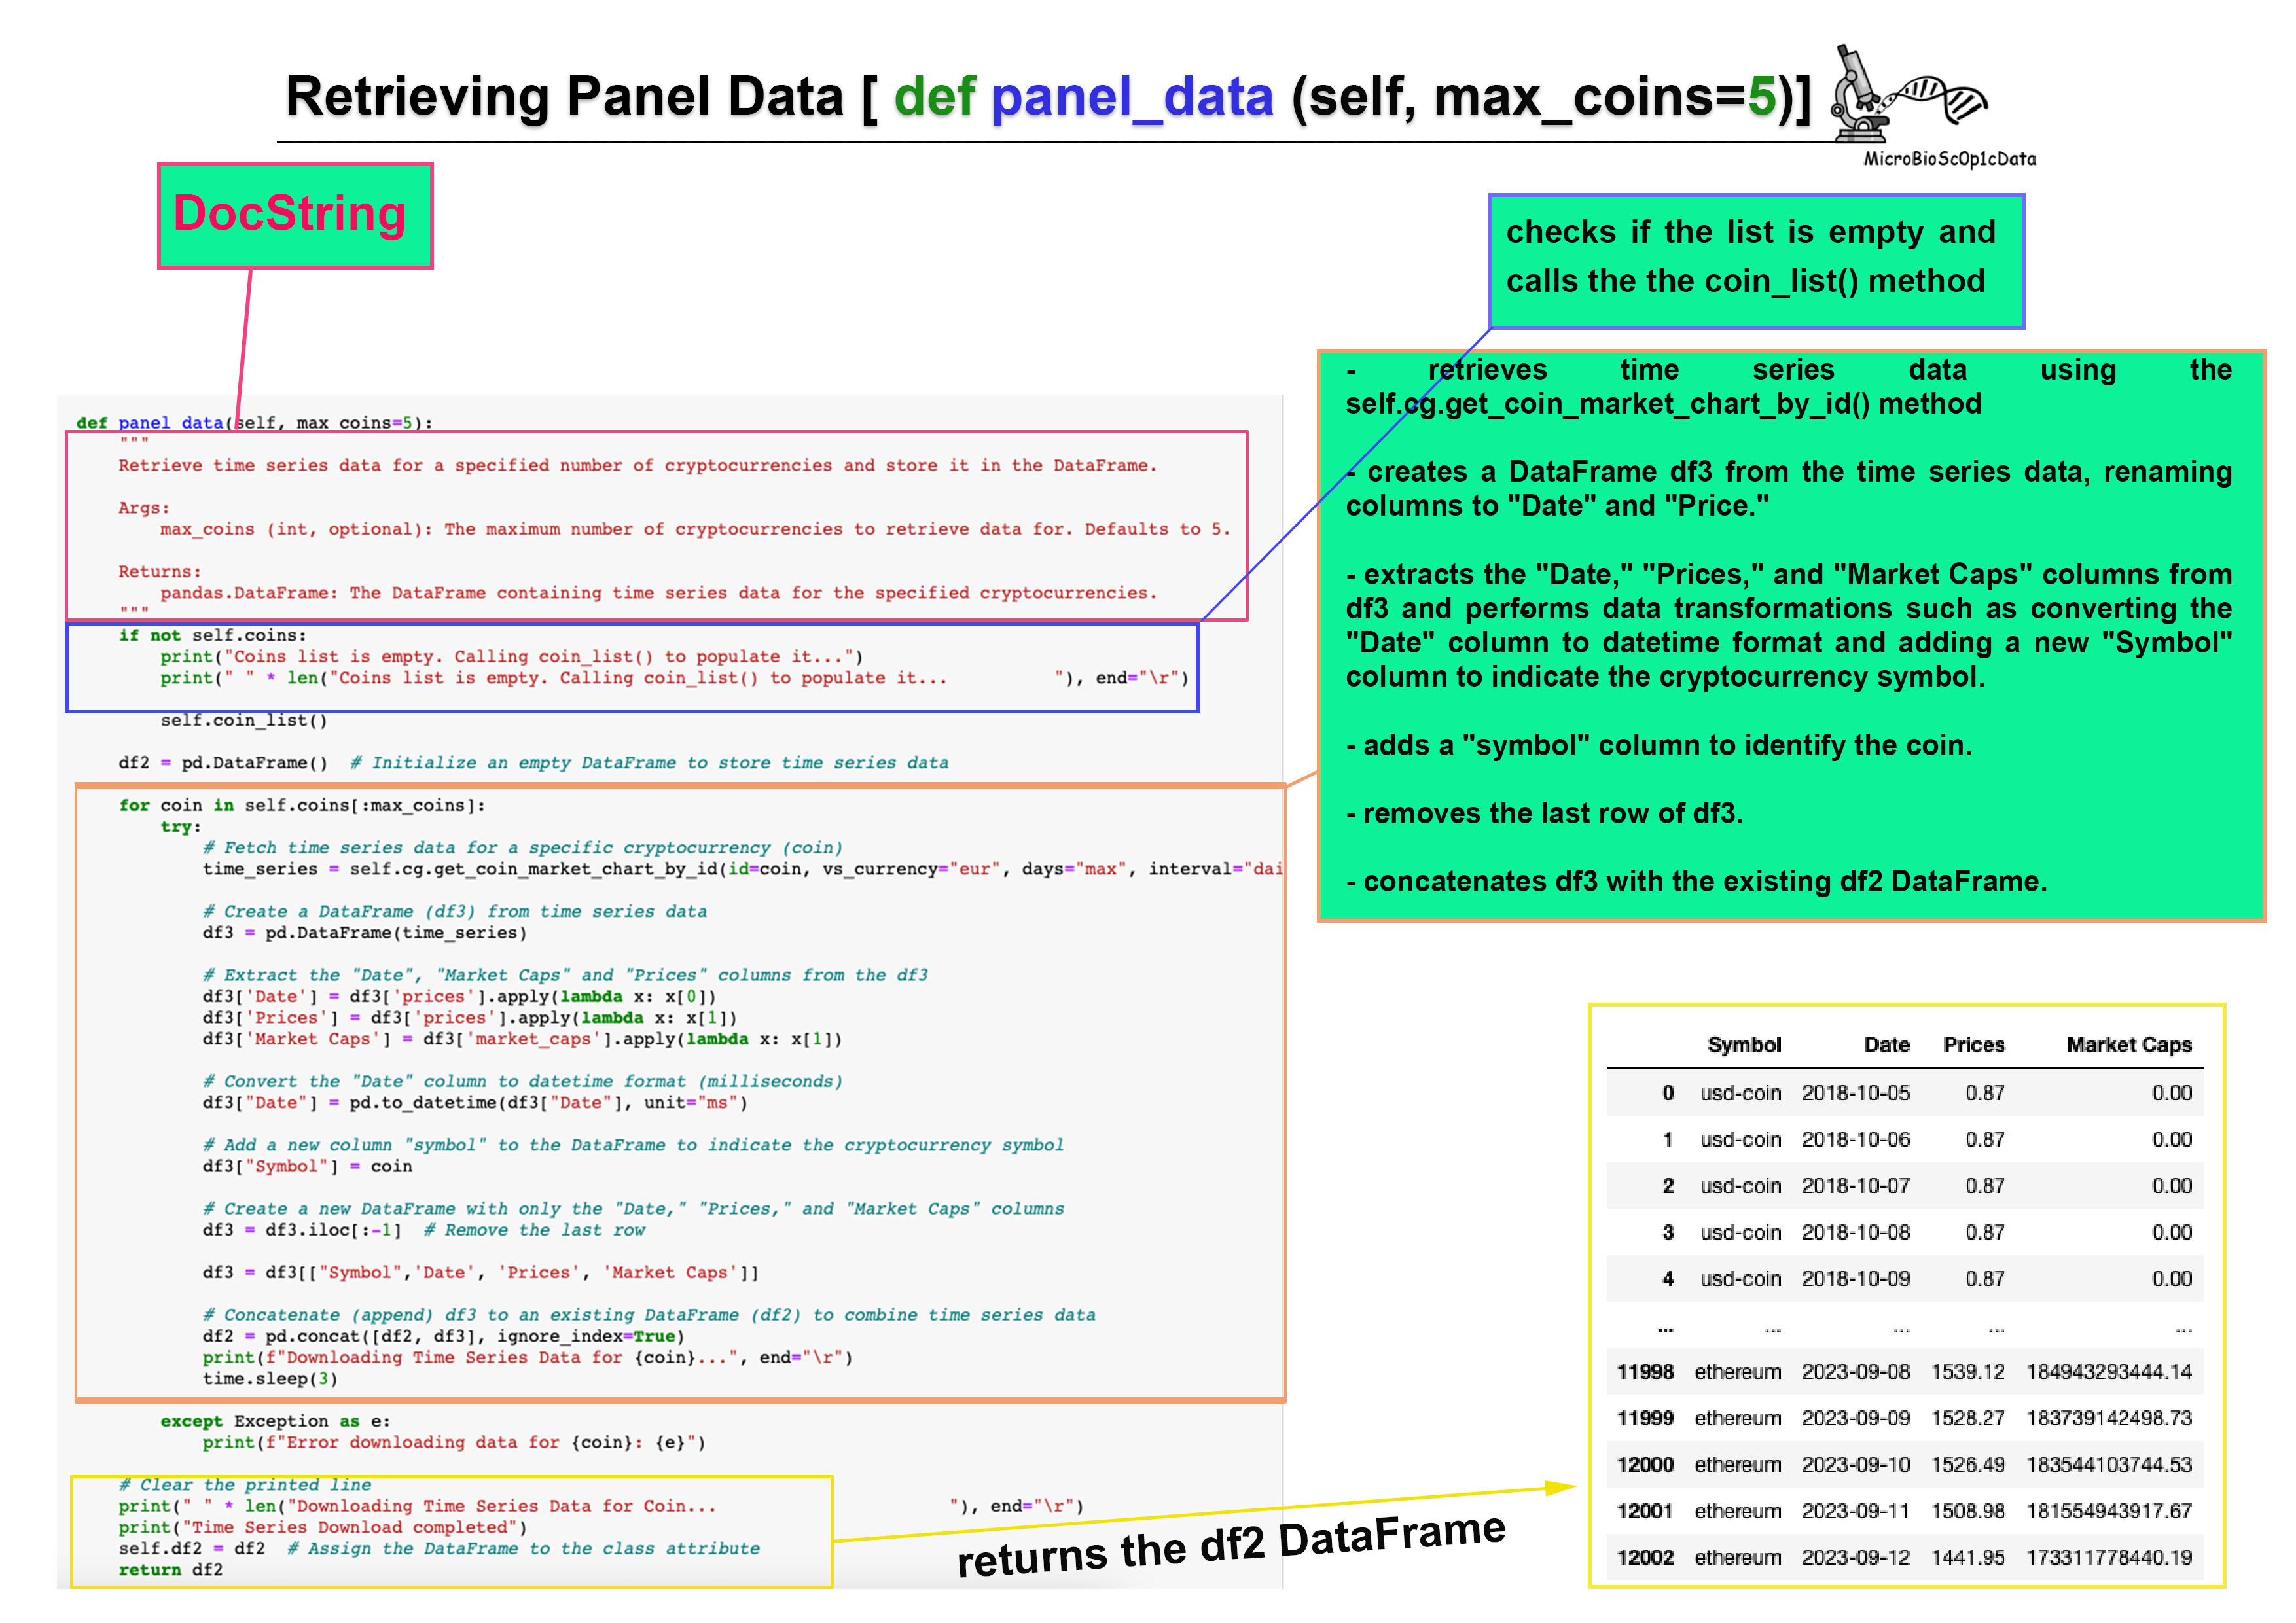 Retrieving Panel Data [ def panel_data (self, max_coins=5)]
MicroBioScOp1cData
DocString
checks if the list is empty and
calls the the coin_list() method
- retrieves time series data using the
self.cg.get_coin_market_chart_by_id() method
- creates a DataFrame df3 from the time series data, renaming
columns to "Date" and "Price."
- extracts the "Date," "Prices," and "Market Caps" columns from
df3 and performs data transformations such as converting the
"Date" column to datetime format and adding a new "Symbol"
column to indicate the cryptocurrency symbol.
- adds a "symbol" column to identify the coin.
- removes the last row of df3.
- concatenates df3 with the existing df2 DataFrame.
def panel_data(self, max_coins=5):
    """
    Retrieve time series data for a specified number of cryptocurrencies and store it in the DataFrame.
    Args:
        max_coins (int, optional): The maximum number of cryptocurrencies to retrieve data for. Defaults to 5.
    Returns:
        pandas.DataFrame: The DataFrame containing time series data for the specified cryptocurrencies.
    """
    if not self.coins:
        print("Coins list is empty. Calling coin_list() to populate it...")
        print(" " * len("Coins list is empty. Calling coin_list() to populate it...          "), end="\r")
        self.coin_list()
    df2 = pd.DataFrame()  # Initialize an empty DataFrame to store time series data
    for coin in self.coins[:max_coins]:
        try:
            # Fetch time series data for a specific cryptocurrency (coin)
            time_series = self.cg.get_coin_market_chart_by_id(id=coin, vs_currency="eur", days="max", interval="dai
            # Create a DataFrame (df3) from time series data
            df3 = pd.DataFrame(time_series)
            # Extract the "Date", "Market Caps" and "Prices" columns from the df3
            df3['Date'] = df3['prices'].apply(lambda x: x[0])
            df3['Prices'] = df3['prices'].apply(lambda x: x[1])
            df3['Market Caps'] = df3['market_caps'].apply(lambda x: x[1])
            # Convert the "Date" column to datetime format (milliseconds)
            df3["Date"] = pd.to_datetime(df3["Date"], unit="ms")
            # Add a new column "symbol" to the DataFrame to indicate the cryptocurrency symbol
            df3["Symbol"] = coin
            # Create a new DataFrame with only the "Date," "Prices," and "Market Caps" columns
            df3 = df3.iloc[:-1]  # Remove the last row
            df3 = df3[["Symbol",'Date', 'Prices', 'Market Caps']]
            # Concatenate (append) df3 to an existing DataFrame (df2) to combine time series data
            df2 = pd.concat([df2, df3], ignore_index=True)
            print(f"Downloading Time Series Data for {coin}...", end="\r")
            time.sleep(3)
        except Exception as e:
            print(f"Error downloading data for {coin}: {e}")
    # Clear the printed line
    print(" " * len("Downloading Time Series Data for Coin...                      "), end="\r")
    print("Time Series Download completed")
    self.df2 = df2  # Assign the DataFrame to the class attribute
    return df2
returns the df2 DataFrame
Symbol Date Prices Market Caps
0 usd-coin 2018-10-05 0.87 0.00
1 usd-coin 2018-10-06 0.87 0.00
2 usd-coin 2018-10-07 0.87 0.00
3 usd-coin 2018-10-08 0.87 0.00
4 usd-coin 2018-10-09 0.87 0.00
... ... ... ... ...
11998 ethereum 2023-09-08 1539.12 184943293444.14
11999 ethereum 2023-09-09 1528.27 183739142498.73
12000 ethereum 2023-09-10 1526.49 183544103744.53
12001 ethereum 2023-09-11 1508.98 181554943917.67
12002 ethereum 2023-09-12 1441.95 173311778440.19